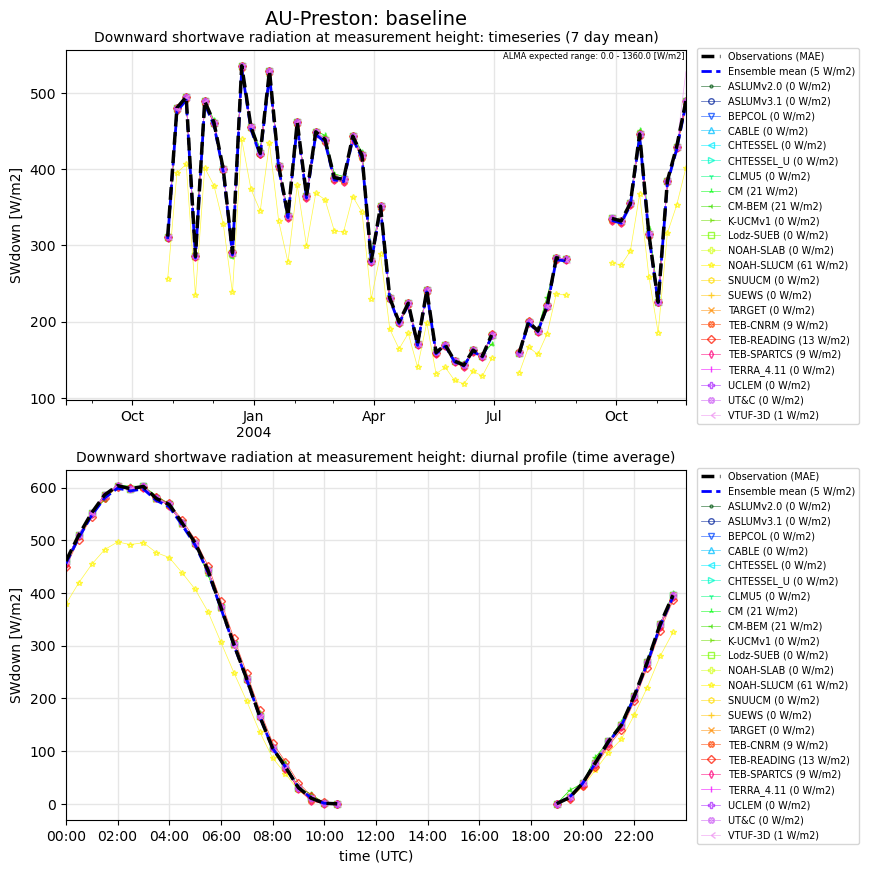 AU-Preston: baseline
Downward shortwave radiation at measurement height: timeseries (7 day mean)
ALMA expected range: 0.0 - 1360.0 [W/m2]
SWdown [W/m2]
500
400
300
200
100
Oct
Jan
2004
Apr
Jul
Oct
Observations (MAE)
Ensemble mean (5 W/m2)
ASLUMv2.0 (0 W/m2)
ASLUMv3.1 (0 W/m2)
BEPCOL (0 W/m2)
CABLE (0 W/m2)
CHTESSEL (0 W/m2)
CHTESSEL_U (0 W/m2)
CLMU5 (0 W/m2)
CM (21 W/m2)
CM-BEM (21 W/m2)
K-UCMv1 (0 W/m2)
Lodz-SUEB (0 W/m2)
NOAH-SLAB (0 W/m2)
NOAH-SLUCM (61 W/m2)
SNUUCM (0 W/m2)
SUEWS (0 W/m2)
TARGET (0 W/m2)
TEB-CNRM (9 W/m2)
TEB-READING (13 W/m2)
TEB-SPARTCS (9 W/m2)
TERRA_4.11 (0 W/m2)
UCLEM (0 W/m2)
UT&C (0 W/m2)
VTUF-3D (1 W/m2)
Downward shortwave radiation at measurement height: diurnal profile (time average)
SWdown [W/m2]
600
500
400
300
200
100
0
00:00
02:00
04:00
06:00
08:00
10:00
12:00
14:00
16:00
18:00
20:00
22:00
time (UTC)
Observation (MAE)
Ensemble mean (5 W/m2)
ASLUMv2.0 (0 W/m2)
ASLUMv3.1 (0 W/m2)
BEPCOL (0 W/m2)
CABLE (0 W/m2)
CHTESSEL (0 W/m2)
CHTESSEL_U (0 W/m2)
CLMU5 (0 W/m2)
CM (21 W/m2)
CM-BEM (21 W/m2)
K-UCMv1 (0 W/m2)
Lodz-SUEB (0 W/m2)
NOAH-SLAB (0 W/m2)
NOAH-SLUCM (61 W/m2)
SNUUCM (0 W/m2)
SUEWS (0 W/m2)
TARGET (0 W/m2)
TEB-CNRM (9 W/m2)
TEB-READING (13 W/m2)
TEB-SPARTCS (9 W/m2)
TERRA_4.11 (0 W/m2)
UCLEM (0 W/m2)
UT&C (0 W/m2)
VTUF-3D (1 W/m2)